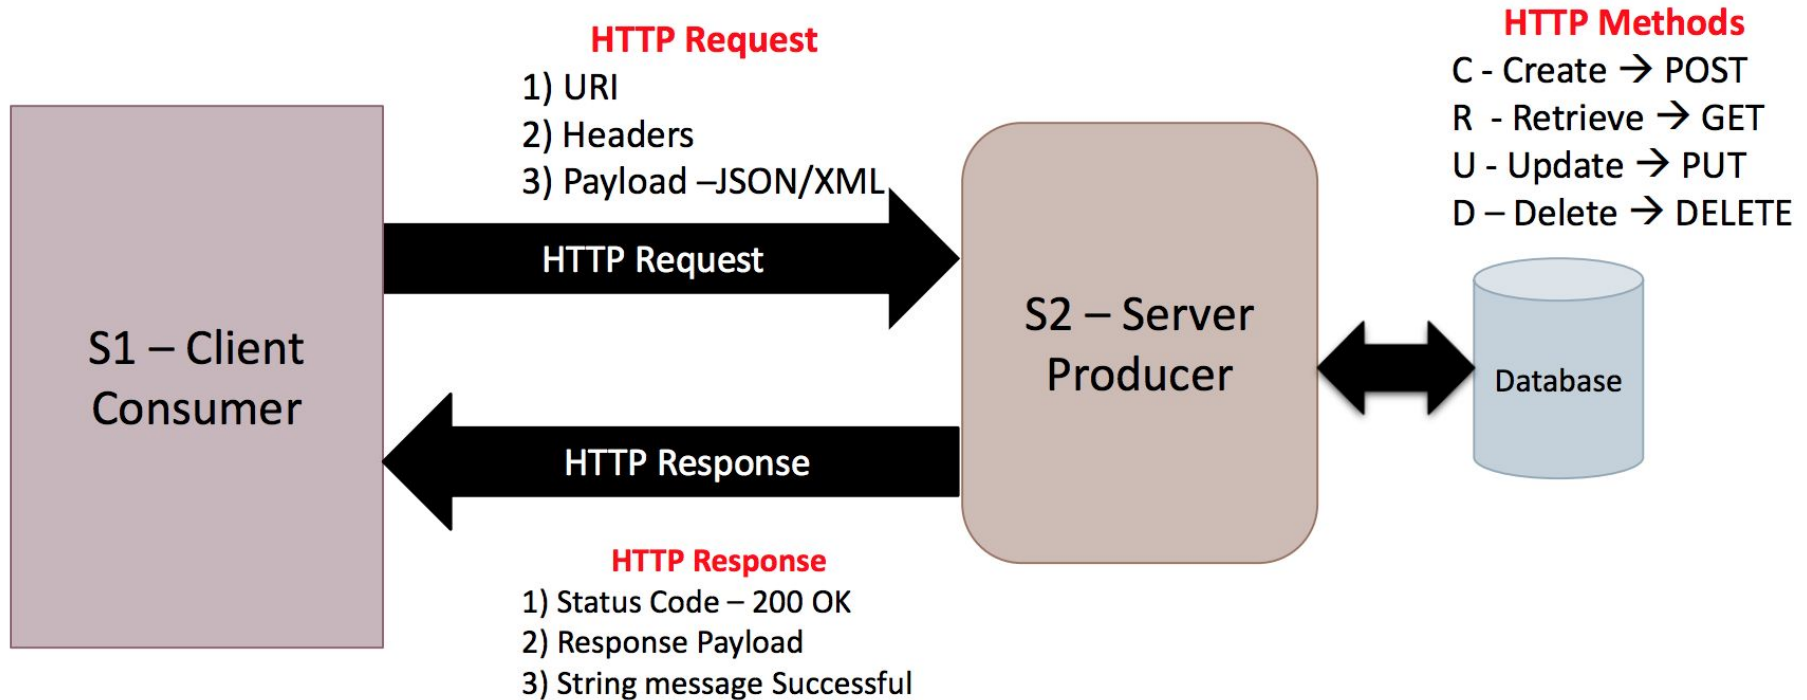 HTTP Request
1) URI
2) Headers
3) Payload –JSON/XML
HTTP Methods
C - Create → POST
R - Retrieve → GET
U - Update → PUT
D – Delete → DELETE
S1 – Client
Consumer
HTTP Request
S2 – Server
Producer
Database
HTTP Response
HTTP Response
1) Status Code – 200 OK
2) Response Payload
3) String message Successful